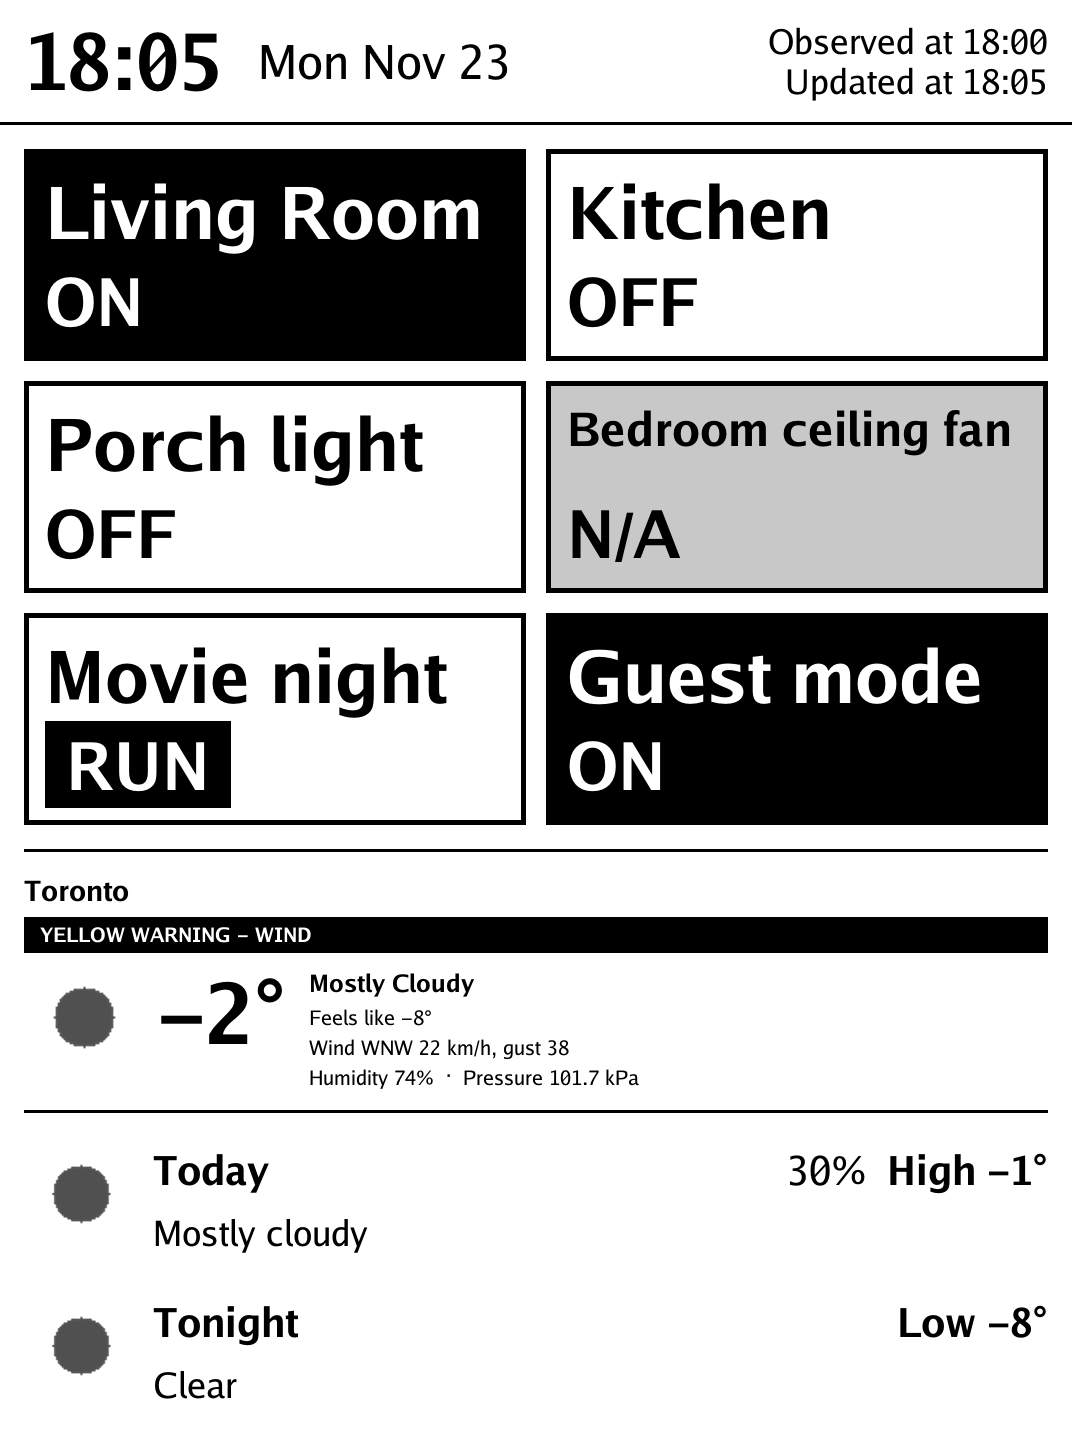 18:05 Mon Nov 23
Observed at 18:00
Updated at 18:05
Living Room
ON
Kitchen
OFF
Porch light
OFF
Bedroom ceiling fan
N/A
Movie night
RUN
Guest mode
ON
Toronto
YELLOW WARNING – WIND
−2°
Mostly Cloudy
Feels like −8°
Wind WNW 22 km/h, gust 38
Humidity 74% · Pressure 101.7 kPa
Today 30% High −1°
Mostly cloudy
Tonight Low −8°
Clear